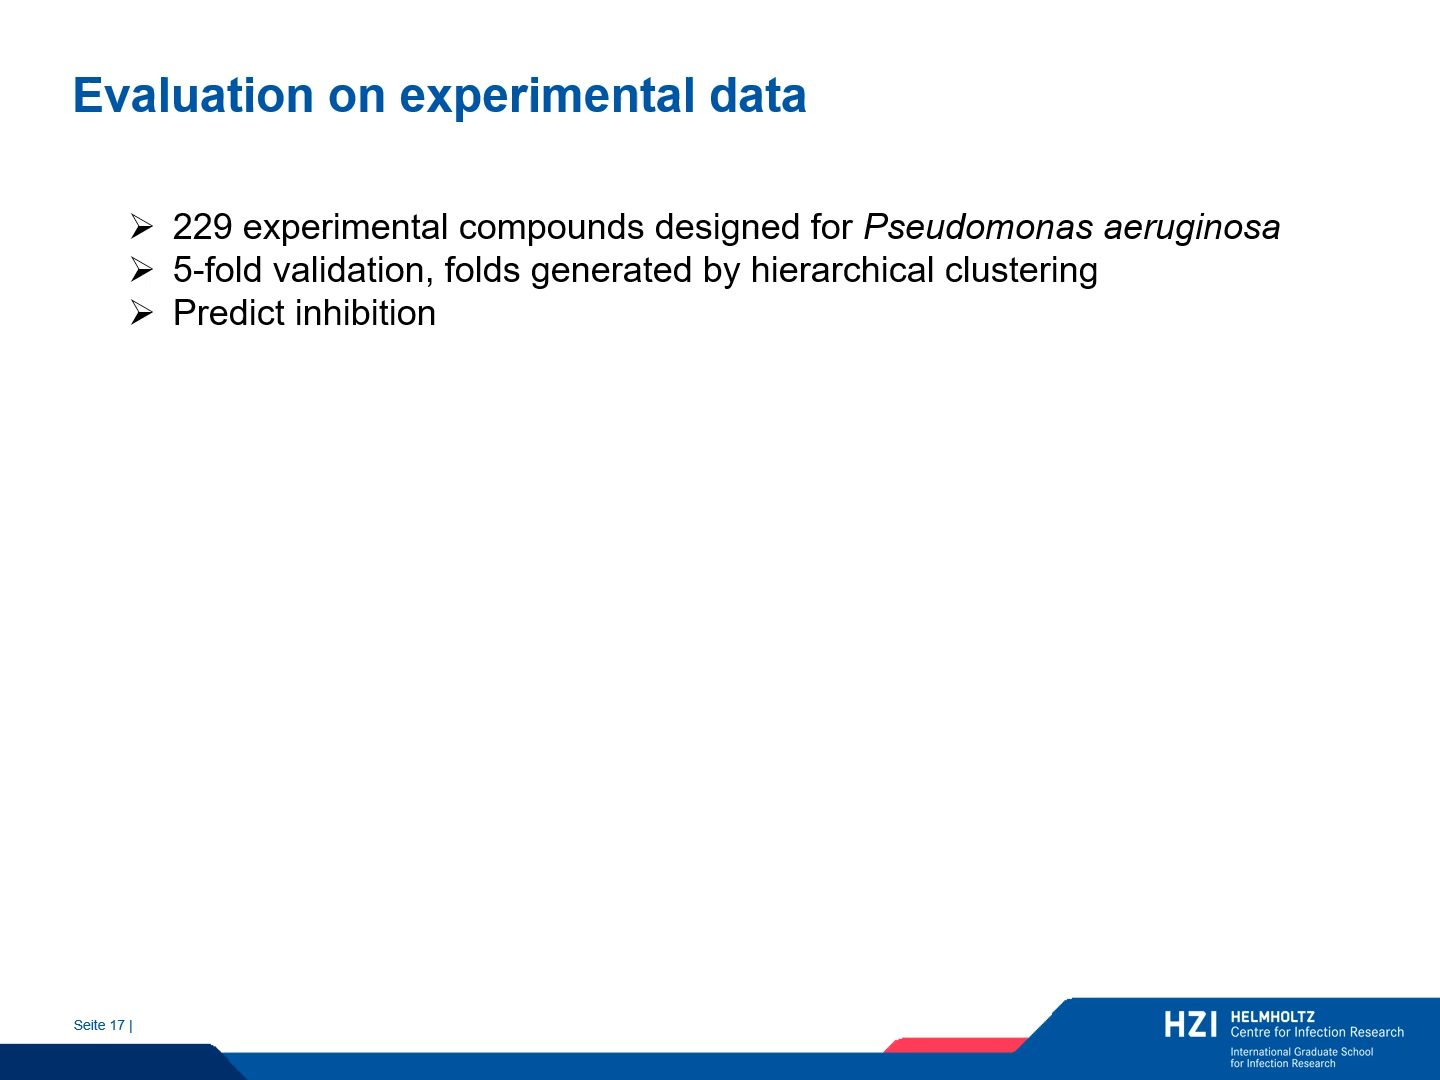 Evaluation on experimental data
➢ 229 experimental compounds designed for Pseudomonas aeruginosa
➢ 5-fold validation, folds generated by hierarchical clustering
➢ Predict inhibition
Seite 17 |
HZI HELMHOLTZ
Centre for Infection Research
International Graduate School
for Infection Research